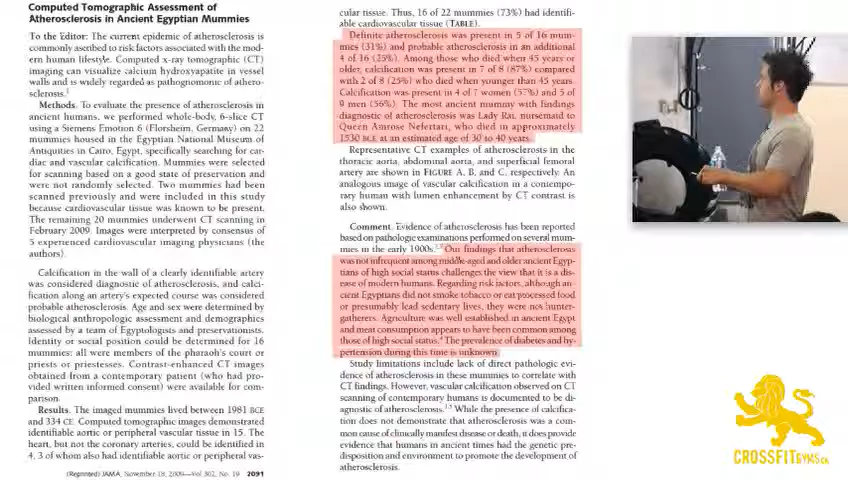 Computed Tomographic Assessment of
Atherosclerosis in Ancient Egyptian Mummies
To the Editor: The current epidemic of atherosclerosis is
commonly ascribed to risk factors associated with the mod-
ern human lifestyle. Computed x-ray tomographic (CT)
imaging can visualize calcium hydroxyapatite in vessel
walls and is widely regarded as pathognomonic of athero-
sclerosis.1
Methods. To evaluate the presence of atherosclerosis in
ancient humans, we performed whole-body, 6-slice CT
using a Siemens Emotion 6 (Florsheim, Germany) on 22
mummies housed in the Egyptian National Museum of
Antiquities in Cairo, Egypt, specifically searching for car-
diac and vascular calcification. Mummies were selected
for scanning based on a good state of preservation and
were not randomly selected. Two mummies had been
scanned previously and were included in this study
because cardiovascular tissue was known to be present.
The remaining 20 mummies underwent CT scanning in
February 2009. Images were interpreted by consensus of
5 experienced cardiovascular imaging physicians (the
authors).
Calcification in the wall of a clearly identifiable artery
was considered diagnostic of atherosclerosis, and calci-
fication along an artery's expected course was considered
probable atherosclerosis. Age and sex were determined by
biological anthropologic assessment and demographics
assessed by a team of Egyptologists and preservationists.
Identity or social position could be determined for 16
mummies: all were members of the pharaoh's court or
priests or priestesses. Contrast-enhanced CT images
obtained from a contemporary patient (who had pro-
vided written informed consent) were available for com-
parison.
Results. The imaged mummies lived between 1981 BCE
and 334 CE. Computed tomographic images demonstrated
identifiable aortic or peripheral vascular tissue in 15. The
heart, but not the coronary arteries, could be identified in
4, 3 of whom also had identifiable aortic or peripheral vas-
(Reprinted) JAMA, November 18, 2009—Vol 302, No. 19 2091
cular tissue. Thus, 16 of 22 mummies (73%) had identifi-
able cardiovascular tissue (TABLE).
Definite atherosclerosis was present in 5 of 16 mum-
mies (31%) and probable atherosclerosis in an additional
4 of 16 (25%). Among those who died when 45 years or
older, calcification was present in 7 of 8 (87%) compared
with 2 of 8 (25%) who died when younger than 45 years.
Calcification was present in 4 of 7 women (57%) and 5 of
9 men (56%). The most ancient mummy with findings
diagnostic of atherosclerosis was Lady Rai, nursemaid to
Queen Amrose Nefertari, who died in approximately
1530 BCE at an estimated age of 30 to 40 years.
Representative CT examples of atherosclerosis in the
thoracic aorta, abdominal aorta, and superficial femoral
artery are shown in FIGURE A, B, and C, respectively. An
analogous image of vascular calcification in a contempo-
rary human with lumen enhancement by CT contrast is
also shown.
Comment. Evidence of atherosclerosis has been reported
based on pathologic examinations performed on several mum-
mies in the early 1900s. Our findings that atherosclerosis
was not infrequent among middle-aged and older ancient Egyp-
tians of high social status challenges the view that it is a dis-
ease of modern humans. Regarding risk factors, although an-
cient Egyptians did not smoke tobacco or eat processed food
or presumably lead sedentary lives, they were not hunter-
gatherers. Agriculture was well established in ancient Egypt
and meat consumption appears to have been common among
those of high social status.4 The prevalence of diabetes and hy-
pertension during this time is unknown.
Study limitations include lack of direct pathologic evi-
dence of atherosclerosis in these mummies to correlate with
CT findings. However, vascular calcification observed on CT
scanning of contemporary humans is documented to be di-
agnostic of atherosclerosis. While the presence of calcifica-
tion does not demonstrate that atherosclerosis was a com-
mon cause of clinically manifest disease or death, it does provide
evidence that humans in ancient times had the genetic pre-
disposition and environment to promote the development of
atherosclerosis.
CROSSFITGYMS.CA